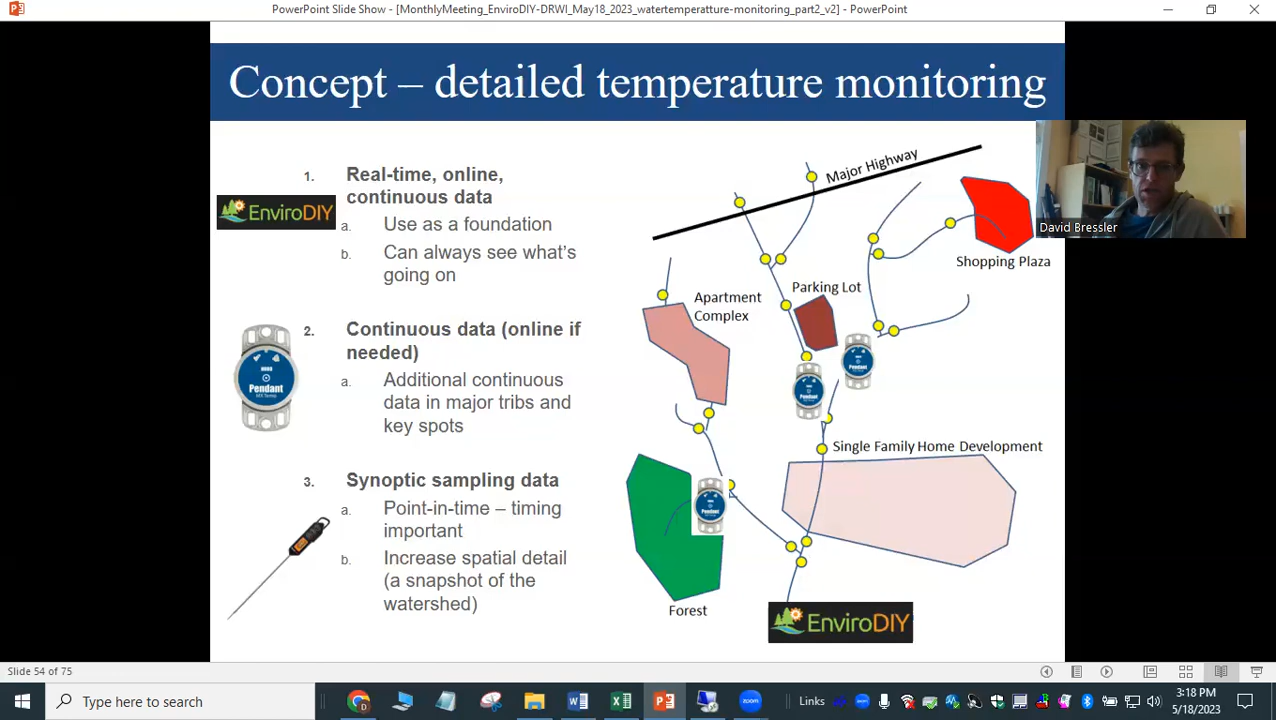 PowerPoint Slide Show - [MonthlyMeeting_EnviroDIY-DRWI_May18_2023_watertemperatture-monitoring_part2_v2] - PowerPoint
Concept – detailed temperature monitoring
1. Real-time, online,
continuous data
EnviroDIY
a. Use as a foundation
b. Can always see what's
going on
2. Continuous data (online if
needed)
Pendant
a. Additional continuous
data in major tribs and
key spots
3. Synoptic sampling data
a. Point-in-time – timing
important
b. Increase spatial detail
(a snapshot of the
watershed)
Major Highway
Shopping Plaza
Parking Lot
Apartment
Complex
Pendant
Pendant
Single Family Home Development
Pendant
Forest
EnviroDIY
David Bressler
Slide 54 of 75
Type here to search
Links
3:18 PM
5/18/2023